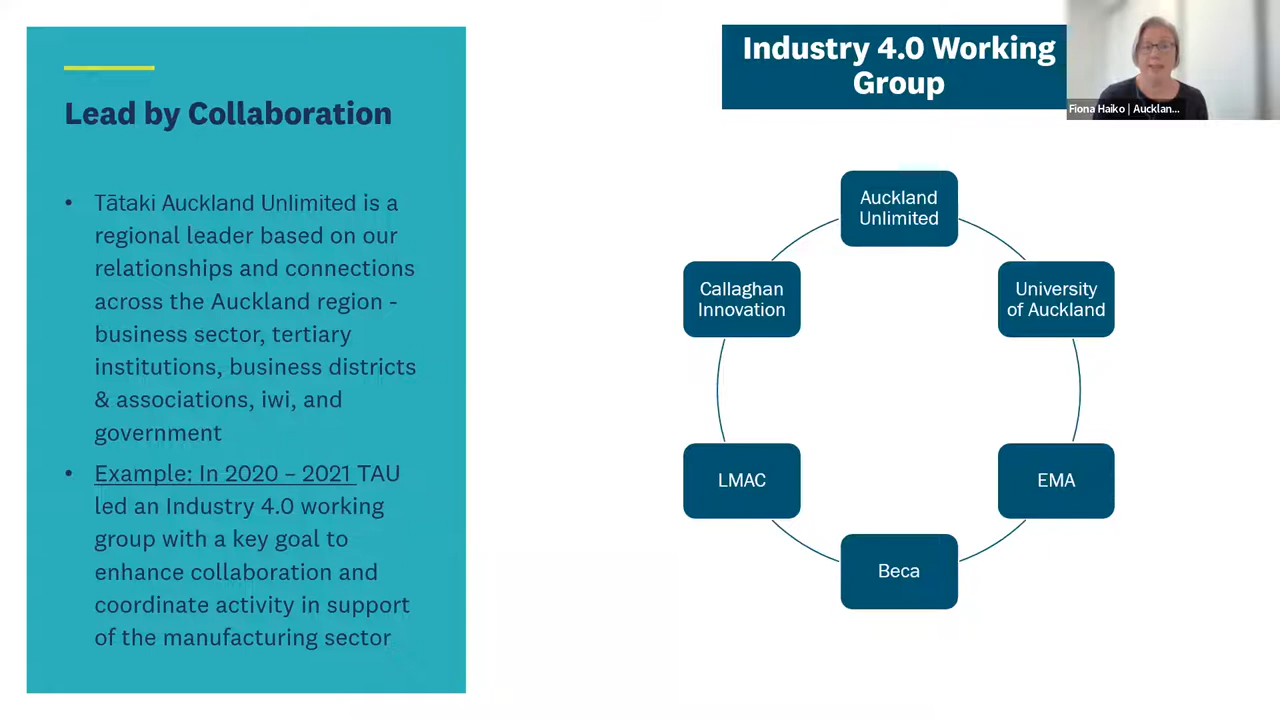 Lead by Collaboration
• Tātaki Auckland Unlimited is a
regional leader based on our
relationships and connections
across the Auckland region -
business sector, tertiary
institutions, business districts
& associations, iwi, and
government
• Example: In 2020 – 2021 TAU
led an Industry 4.0 working
group with a key goal to
enhance collaboration and
coordinate activity in support
of the manufacturing sector
Industry 4.0 Working
Group
Fiona Haiko | Aucklan...
Auckland
Unlimited
University
of Auckland
EMA
Beca
LMAC
Callaghan
Innovation